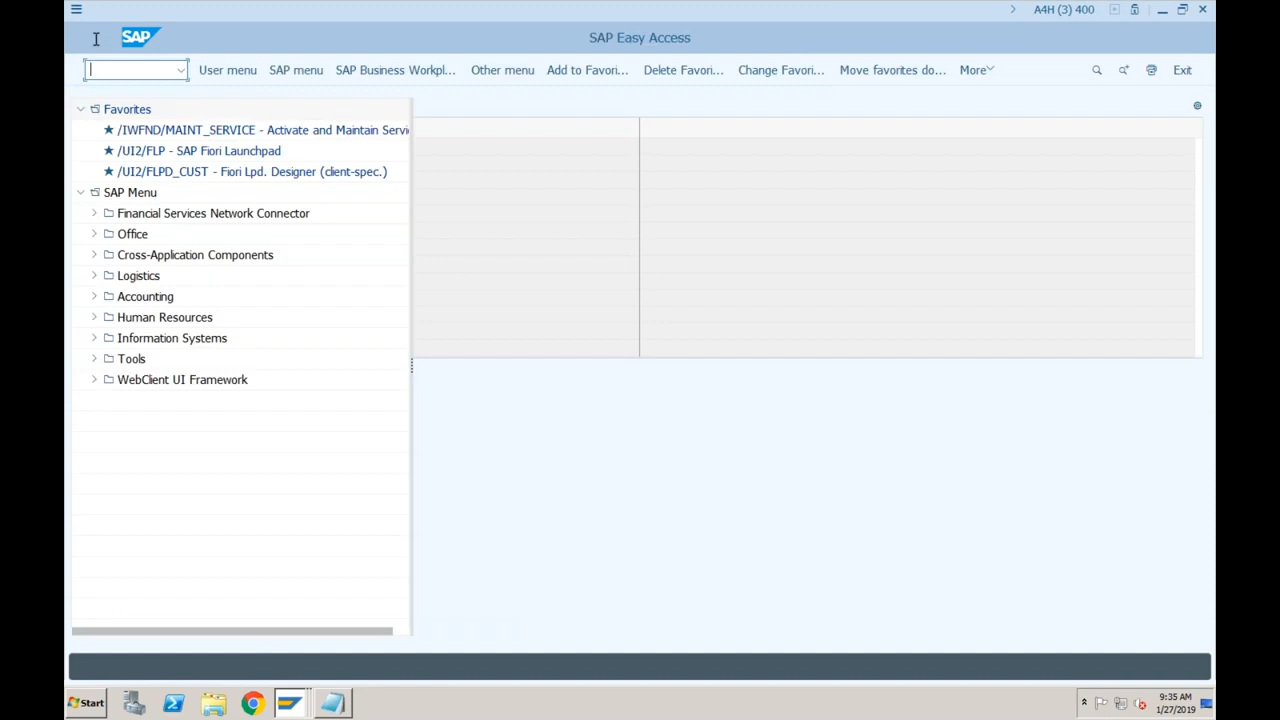 A4H (3) 400
SAP
SAP Easy Access
User menu SAP menu SAP Business Workpl... Other menu Add to Favori... Delete Favori... Change Favori... Move favorites do... More Exit
Favorites
/IWFND/MAINT_SERVICE - Activate and Maintain Servi
/UI2/FLP - SAP Fiori Launchpad
/UI2/FLPD_CUST - Fiori Lpd. Designer (client-spec.)
SAP Menu
Financial Services Network Connector
Office
Cross-Application Components
Logistics
Accounting
Human Resources
Information Systems
Tools
WebClient UI Framework
Start
9:35 AM
1/27/2019